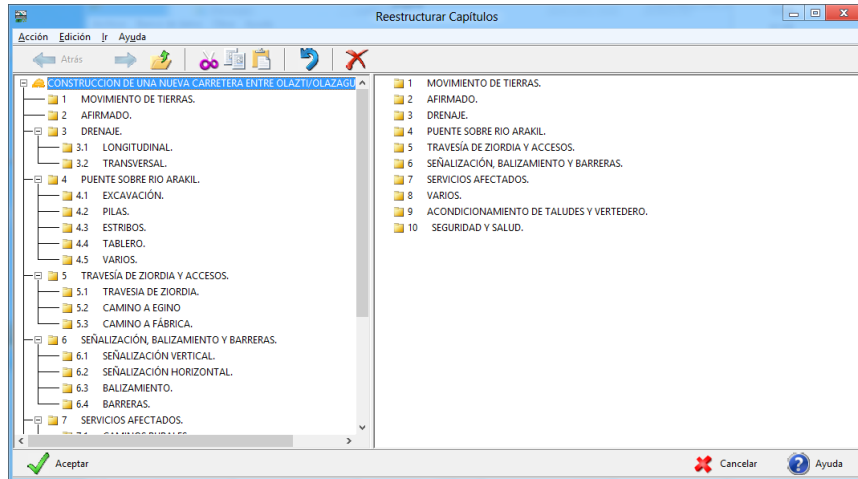 Reestructurar Capítulos
Acción Edición Ir Ayuda
Atrás
CONSTRUCCION DE UNA NUEVA CARRETERA ENTRE OLAZTI/OLAZAGU
1 MOVIMIENTO DE TIERRAS.
2 AFIRMADO.
3 DRENAJE.
3.1 LONGITUDINAL.
3.2 TRANSVERSAL.
4 PUENTE SOBRE RIO ARAKIL.
4.1 EXCAVACIÓN.
4.2 PILAS.
4.3 ESTRIBOS.
4.4 TABLERO.
4.5 VARIOS.
5 TRAVESÍA DE ZIORDIA Y ACCESOS.
5.1 TRAVESIA DE ZIORDIA.
5.2 CAMINO A EGINO
5.3 CAMINO A FÁBRICA.
6 SEÑALIZACIÓN, BALIZAMIENTO Y BARRERAS.
6.1 SEÑALIZACIÓN VERTICAL.
6.2 SEÑALIZACIÓN HORIZONTAL.
6.3 BALIZAMIENTO.
6.4 BARRERAS.
7 SERVICIOS AFECTADOS.
1 MOVIMIENTO DE TIERRAS.
2 AFIRMADO.
3 DRENAJE.
4 PUENTE SOBRE RIO ARAKIL.
5 TRAVESÍA DE ZIORDIA Y ACCESOS.
6 SEÑALIZACIÓN, BALIZAMIENTO Y BARRERAS.
7 SERVICIOS AFECTADOS.
8 VARIOS.
9 ACONDICIONAMIENTO DE TALUDES Y VERTEDERO.
10 SEGURIDAD Y SALUD.
Aceptar
Cancelar
Ayuda